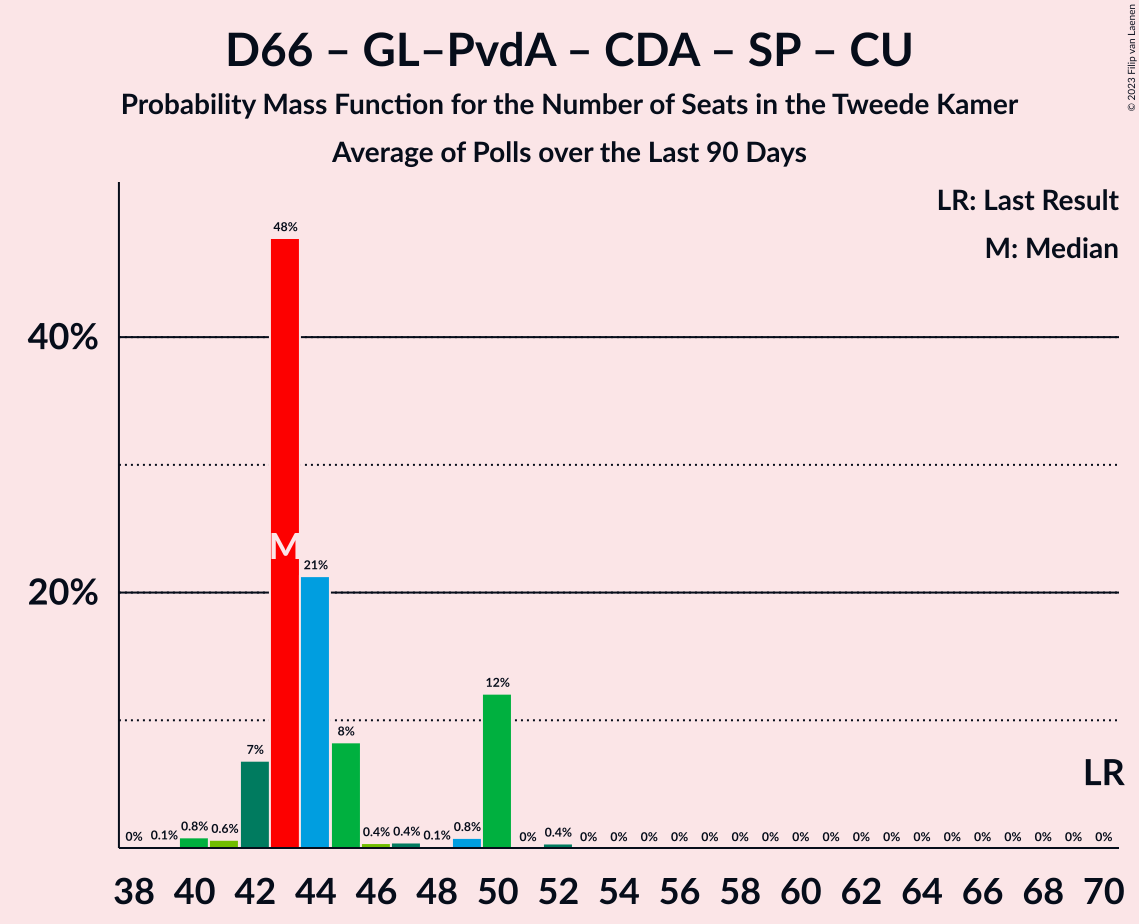 D66 – GL–PvdA – CDA – SP – CU
Probability Mass Function for the Number of Seats in the Tweede Kamer
Average of Polls over the Last 90 Days
© 2023 Filip van Laenen
LR: Last Result
M: Median
48%
40%
M
21%
20%
12%
8%
7%
LR
0% 0.1% 0.8% 0.6% 0.4% 0.4% 0.1% 0.8% 0% 0.4% 0% 0% 0% 0% 0% 0% 0% 0% 0% 0% 0% 0% 0% 0% 0% 0% 0% 0%
38 40 42 44 46 48 50 52 54 56 58 60 62 64 66 68 70